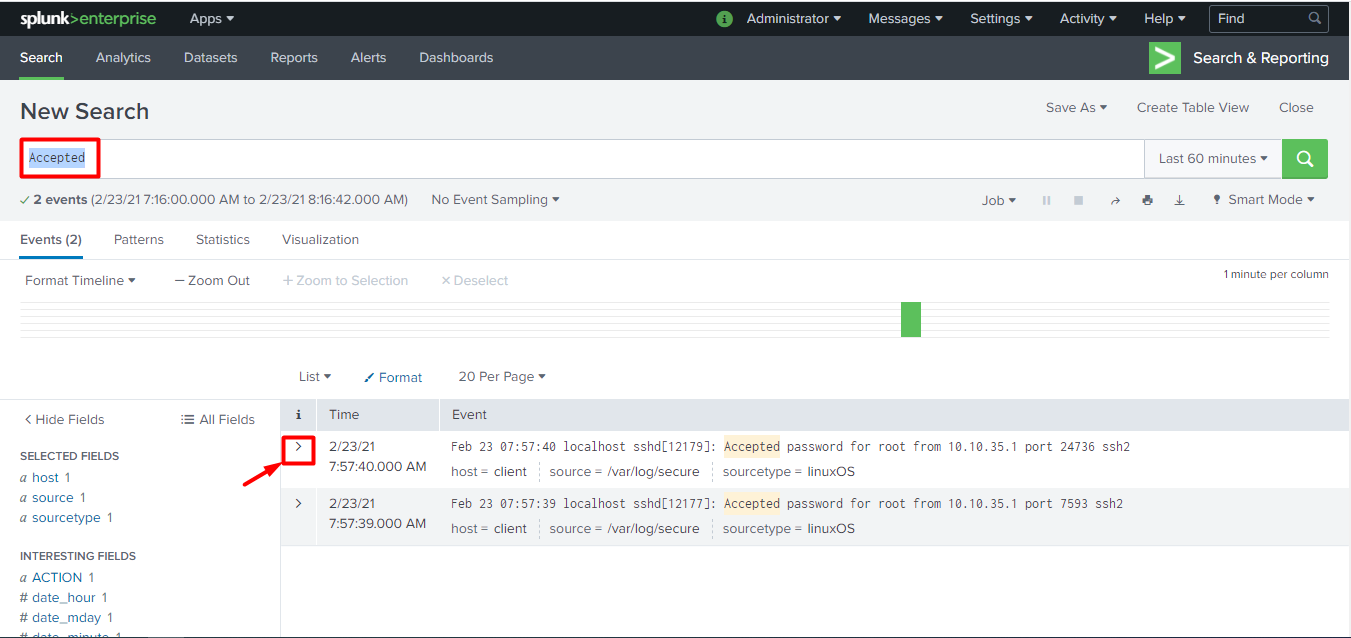 splunk>enterprise Apps Administrator Messages Settings Activity Help Find
Search Analytics Datasets Reports Alerts Dashboards Search & Reporting
New Search Save As Create Table View Close
Accepted Last 60 minutes
2 events (2/23/21 7:16:00.000 AM to 2/23/21 8:16:42.000 AM) No Event Sampling Job Smart Mode
Events (2) Patterns Statistics Visualization
Format Timeline — Zoom Out + Zoom to Selection × Deselect 1 minute per column
List Format 20 Per Page
< Hide Fields All Fields i Time Event
SELECTED FIELDS
a host 1
a source 1
a sourcetype 1
INTERESTING FIELDS
a ACTION 1
# date_hour 1
# date_mday 1
# date_minute 1
> 2/23/21 Feb 23 07:57:40 localhost sshd[12179]: Accepted password for root from 10.10.35.1 port 24736 ssh2
7:57:40.000 AM host = client source = /var/log/secure sourcetype = linuxOS
> 2/23/21 Feb 23 07:57:39 localhost sshd[12177]: Accepted password for root from 10.10.35.1 port 7593 ssh2
7:57:39.000 AM host = client source = /var/log/secure sourcetype = linuxOS